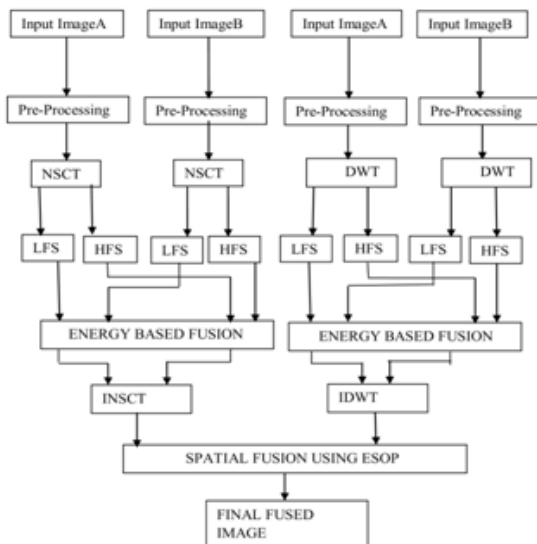 Input ImageA
Input ImageB
Input ImageA
Input ImageB
Pre-Processing
Pre-Processing
Pre-Processing
Pre-Processing
NSCT
NSCT
DWT
DWT
LFS
HFS
LFS
HFS
LFS
HFS
LFS
HFS
ENERGY BASED FUSION
ENERGY BASED FUSION
INSCT
IDWT
SPATIAL FUSION USING ESOP
FINAL FUSED
IMAGE